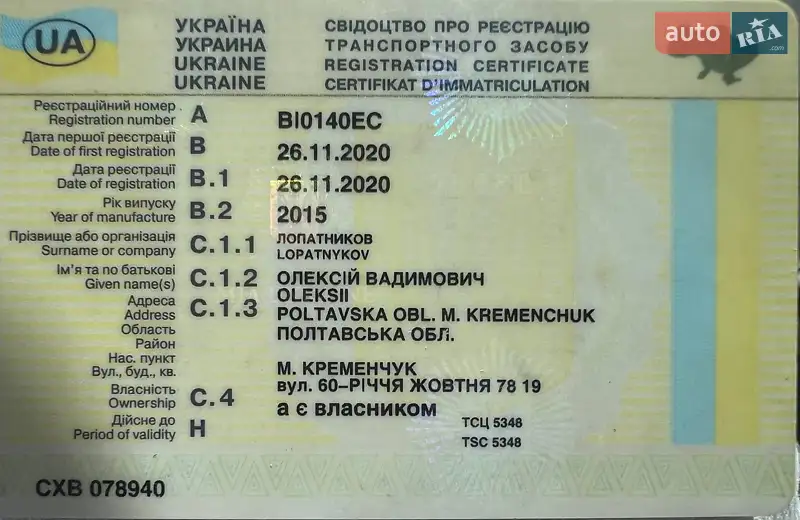 auto RIA.com
UA
УКРАЇНА СВІДОЦТВО ПРО РЕЄСТРАЦІЮ
УКРАИНА ТРАНСПОРТНОГО ЗАСОБУ
UKRAINE REGISTRATION CERTIFICATE
UKRAINE CERTIFIKAT D'IMMATRICULATION
Реєстраційний номер A BI0140EC
Registration number
Дата першої реєстрації B 26.11.2020
Date of first registration
Дата реєстрації B.1 26.11.2020
Date of registration
Рік випуску B.2 2015
Year of manufacture
Прізвище або організація C.1.1 ЛОПАТНИКОВ
Surname or company LOPATNYKOV
Ім'я та по батькові C.1.2 ОЛЕКСІЙ ВАДИМОВИЧ
Given name(s) OLEKSII
Адреса C.1.3 POLTAVSKA OBL. M. KREMENCHUK
Address
Область ПОЛТАВСЬКА ОБЛ.
Район
Нас. пункт М. КРЕМЕНЧУК
Вул., буд., кв. вул. 60-РІЧЧЯ ЖОВТНЯ 78 19
Власність C.4 а є власником
Ownership
Дійсне до H ТСЦ 5348
Period of validity TSC 5348
СХВ 078940